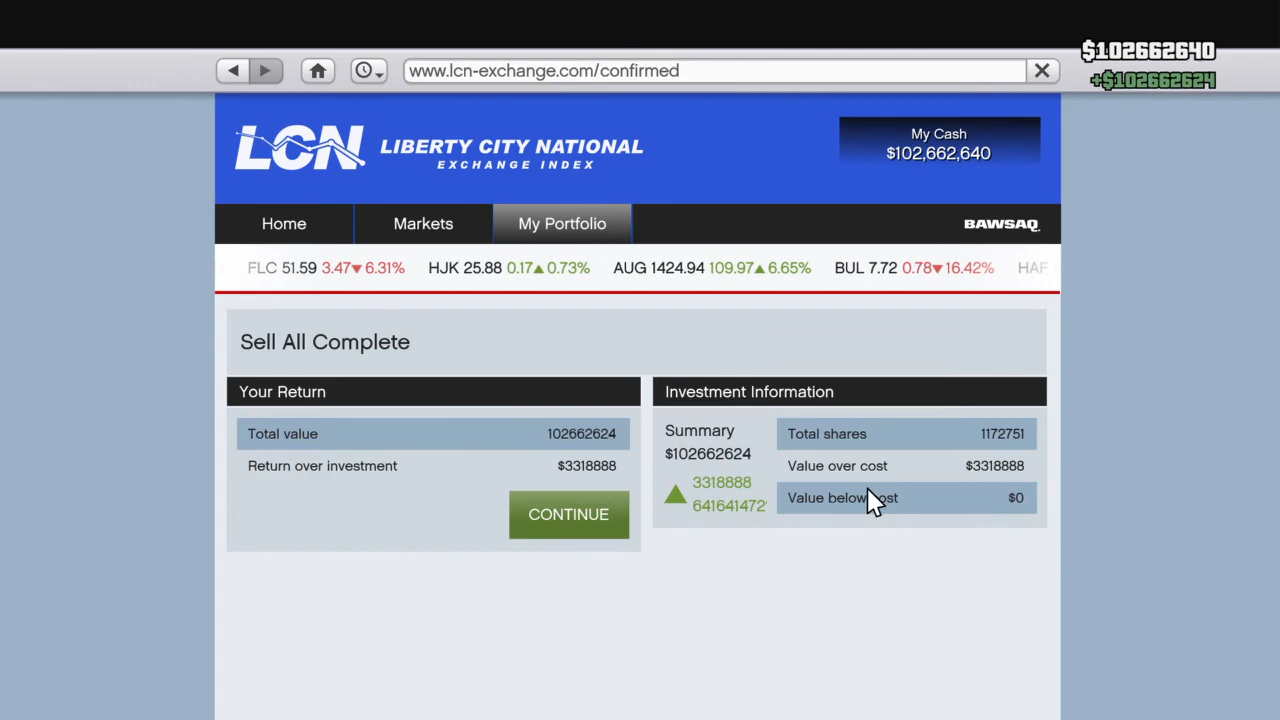 $102662640
www.lcn-exchange.com/confirmed
+$102662624
LCN LIBERTY CITY NATIONAL
EXCHANGE INDEX
My Cash
$102,662,640
Home Markets My Portfolio BAWSAQ
FLC 51.59 3.47▼6.31% HJK 25.88 0.17▲0.73% AUG 1424.94 109.97▲6.65% BUL 7.72 0.78▼16.42% HAF
Sell All Complete
Your Return
Total value 102662624
Return over investment $3318888
CONTINUE
Investment Information
Summary
$102662624
▲ 3318888
641641472
Total shares 1172751
Value over cost $3318888
Value below cost $0